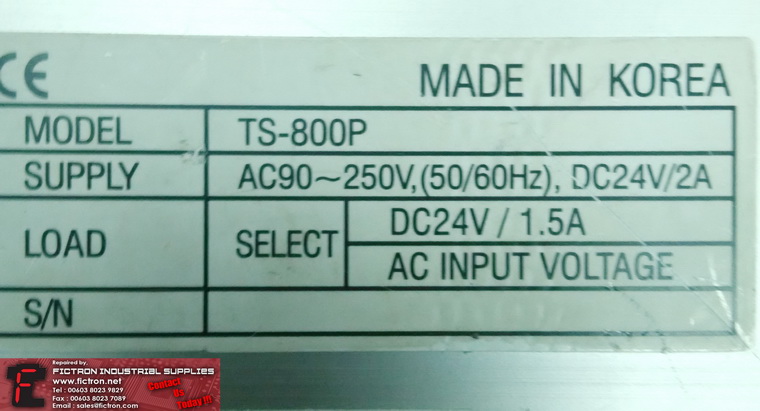 CE MADE IN KOREA
MODEL TS-800P
SUPPLY AC90~250V,(50/60Hz), DC24V/2A
LOAD SELECT DC24V / 1.5A
AC INPUT VOLTAGE
S/N
Repaired by,
FICTRON INDUSTRIAL SUPPLIES
www.fictron.net
Tel : 00603 8023 9829
Fax : 00603 8023 7089
Email : sales@fictron.com
Contact
Us
Today !!!